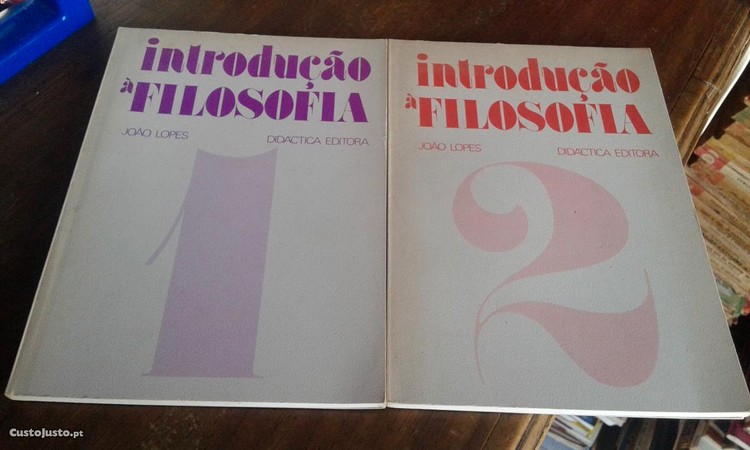 introdução
à FILOSOFIA
JOÃO LOPES DIDACTICA EDITORA
1
introdução
à FILOSOFIA
JOÃO LOPES DIDACTICA EDITORA
2
CustoJusto.pt